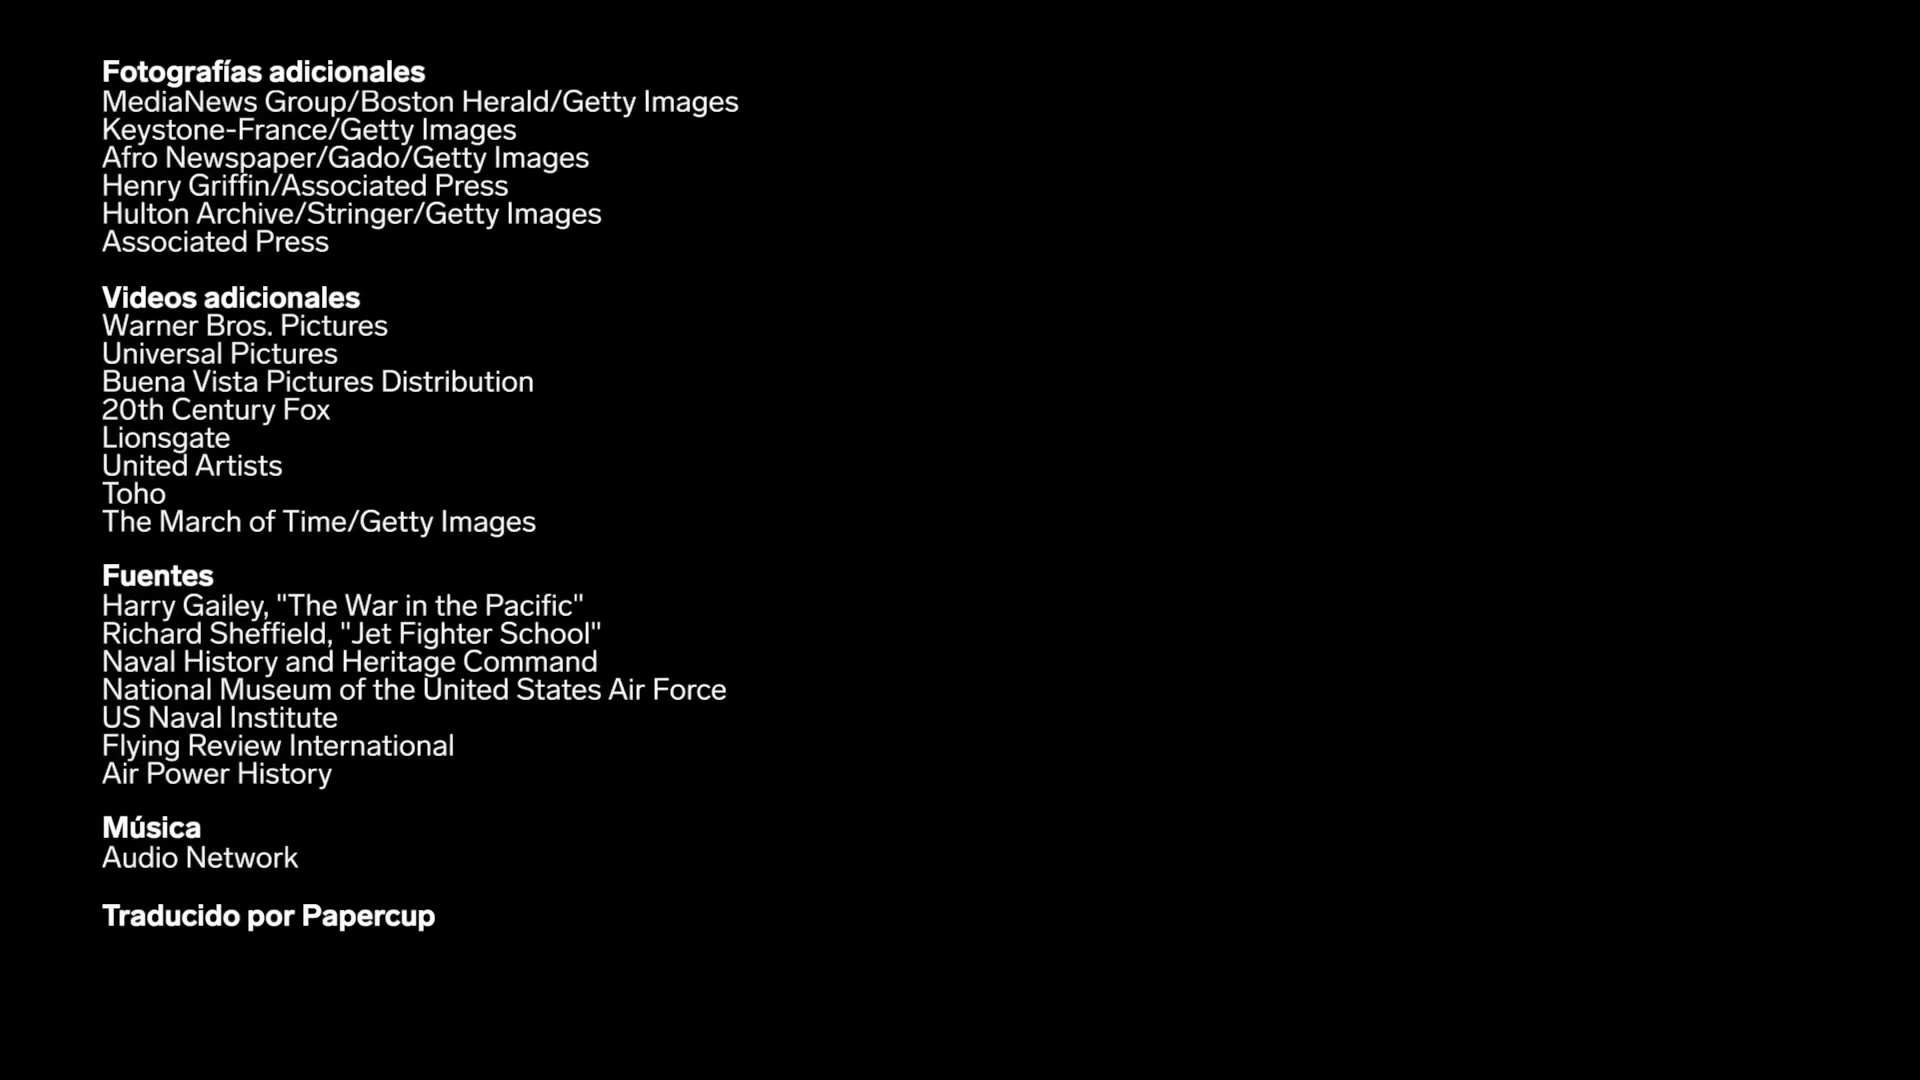 Fotografías adicionales
MediaNews Group/Boston Herald/Getty Images
Keystone-France/Getty Images
Afro Newspaper/Gado/Getty Images
Henry Griffin/Associated Press
Hulton Archive/Stringer/Getty Images
Associated Press
Videos adicionales
Warner Bros. Pictures
Universal Pictures
Buena Vista Pictures Distribution
20th Century Fox
Lionsgate
United Artists
Toho
The March of Time/Getty Images
Fuentes
Harry Gailey, "The War in the Pacific"
Richard Sheffield, "Jet Fighter School"
Naval History and Heritage Command
National Museum of the United States Air Force
US Naval Institute
Flying Review International
Air Power History
Música
Audio Network
Traducido por Papercup